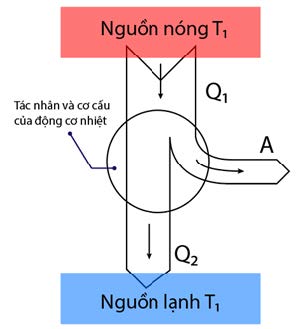 Nguồn nóng T₁
Q₁
Tác nhân và cơ cấu
của động cơ nhiệt
A
Q₂
Nguồn lạnh T₁